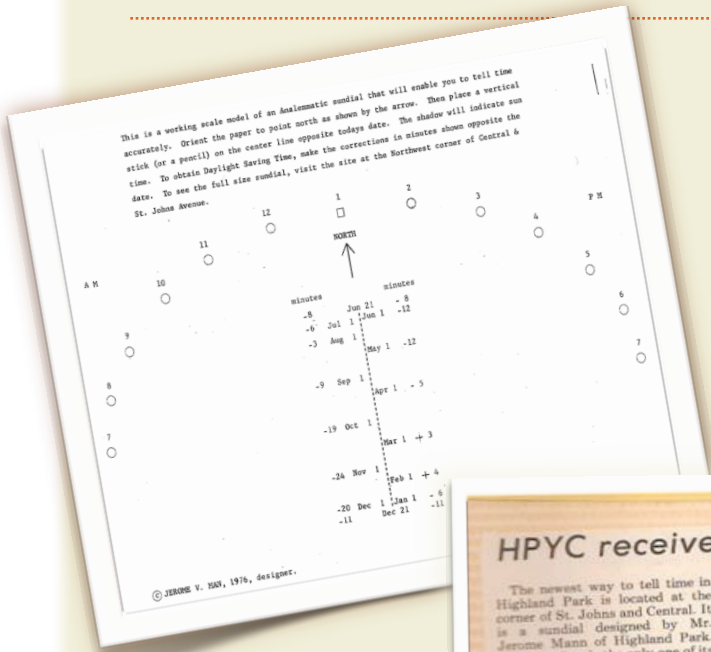 This is a working scale model of an Analemmatic sundial that will enable you to tell time
accurately. Orient the paper to point north as shown by the arrow. Then place a vertical
stick (or a pencil) on the center line opposite todays date. The shadow will indicate sun
time. To obtain Daylight Saving Time, make the corrections in minutes shown opposite the
date. To see the full size sundial, visit the site at the Northwest corner of Central &
St. Johns Avenue.
A M
7
8
9
10
11
12
1
2
3
4
5
6
7
P M
NORTH
minutes
minutes
-8 Jun 21 - 8
-6 Jul 1 Jun 1 -12
-3 Aug 1
May 1 -12
-9 Sep 1
Apr 1 - 5
-19 Oct 1
Mar 1 + 3
-24 Nov 1
Feb 1 + 4
-20 Dec 1 Jan 1 - 6
-11 Dec 21 -11
© JEROME V. MAN, 1976, designer.
HPYC receive
The newest way to tell time in
Highland Park is located at the
corner of St. Johns and Central. It
is a sundial designed by Mr.
Jerome Mann of Highland Park.
only one of its